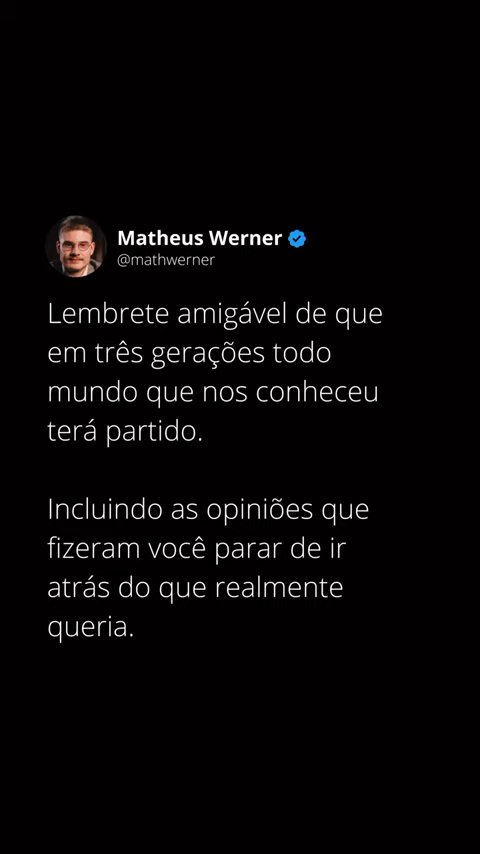 Matheus Werner
@mathwerner
Lembrete amigável de que
em três gerações todo
mundo que nos conheceu
terá partido.
Incluindo as opiniões que
fizeram você parar de ir
atrás do que realmente
queria.